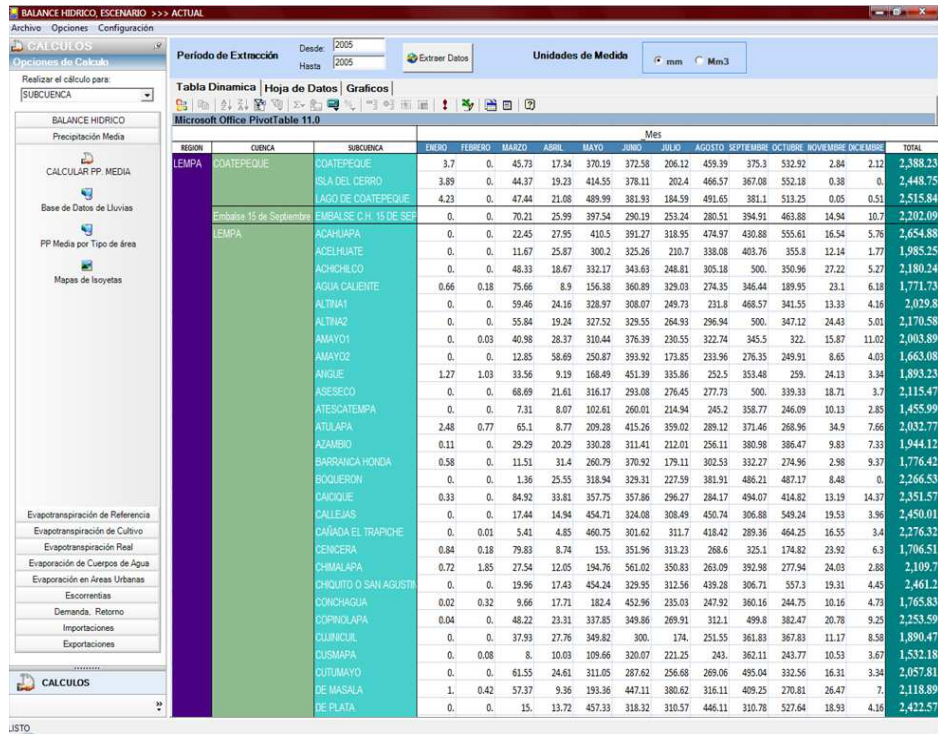 BALANCE HIDRICO, ESCENARIO >>> ACTUAL
Archivo Opciones Configuración
CALCULOS
Opciones de Calculo
Realizar el cálculo para:
SUBCUENCA
BALANCE HIDRICO
Precipitación Media
CALCULAR PP. MEDIA
Base de Datos de Lluvias
PP Media por Tipo de área
Mapas de Isoyetas
Evapotranspiración de Referencia
Evapotranspiración de Cultivo
Evapotranspiración Real
Evaporación de Cuerpos de Agua
Evaporación en Areas Urbanas
Escorrentias
Demanda, Retorno
Importaciones
Exportaciones
CALCULOS
LISTO
Período de Extracción Desde: 2005 Hasta 2005 Extraer Datos Unidades de Medida mm Mm3
Tabla Dinamica Hoja de Datos Graficos
Microsoft Office PivotTable 11.0
_Mes
REGION CUENCA SUBCUENCA ENERO FEBRERO MARZO ABRIL MAYO JUNIO JULIO AGOSTO SEPTIEMBRE OCTUBRE NOVIEMBRE DICIEMBRE TOTAL
LEMPA COATEPEQUE COATEPEQUE 3.7 0. 45.73 17.34 370.19 372.58 206.12 459.39 375.3 532.92 2.84 2.12 2,388.23
ISLA DEL CERRO 3.89 0. 44.37 19.23 414.55 378.11 202.4 466.57 367.08 552.18 0.38 0. 2,448.75
LAGO DE COATEPEQUE 4.23 0. 47.44 21.08 489.99 381.93 184.59 491.65 381.1 513.25 0.05 0.51 2,515.84
Embalse 15 de Septiembre EMBALSE C.H. 15 DE SEP 0. 0. 70.21 25.99 397.54 290.19 253.24 280.51 394.91 463.88 14.94 10.7 2,202.09
LEMPA ACAHUAPA 0. 0. 22.45 27.95 410.5 391.27 318.95 474.97 430.88 555.61 16.54 5.76 2,654.88
ACELHUATE 0. 0. 11.67 25.87 300.2 325.26 210.7 338.08 403.76 355.8 12.14 1.77 1,985.25
ACHICHILCO 0. 0. 48.33 18.67 332.17 343.63 248.81 305.18 500. 350.96 27.22 5.27 2,180.24
AGUA CALIENTE 0.66 0.18 75.66 8.9 156.38 360.89 329.03 274.35 346.44 189.95 23.1 6.18 1,771.73
ALTINA1 0. 0. 59.46 24.16 328.97 308.07 249.73 231.8 468.57 341.55 13.33 4.16 2,029.8
ALTINA2 0. 0. 55.84 19.24 327.52 329.55 264.93 296.94 500. 347.12 24.43 5.01 2,170.58
AMAYO1 0. 0.03 40.98 28.37 310.44 376.39 230.55 322.74 345.5 322. 15.87 11.02 2,003.89
AMAYO2 0. 0. 12.85 58.69 250.87 393.92 173.85 233.96 276.35 249.91 8.65 4.03 1,663.08
ANGUE 1.27 1.03 33.56 9.19 168.49 451.39 335.86 252.5 353.48 259. 24.13 3.34 1,893.23
ASESECO 0. 0. 68.69 21.61 316.17 293.08 276.45 277.73 500. 339.33 18.71 3.7 2,115.47
ATESCATEMPA 0. 0. 7.31 8.07 102.61 260.01 214.94 245.2 358.77 246.09 10.13 2.85 1,455.99
ATULAPA 2.48 0.77 65.1 8.77 209.28 415.26 359.02 289.12 371.46 268.96 34.9 7.66 2,032.77
AZAMBIO 0.11 0. 29.29 20.29 330.28 311.41 212.01 256.11 380.98 386.47 9.83 7.33 1,944.12
BARRANCA HONDA 0.58 0. 11.51 31.4 260.79 370.92 179.11 302.53 332.27 274.96 2.98 9.37 1,776.42
BOQUERON 0. 0. 1.36 25.55 318.94 329.31 227.59 381.91 486.21 487.17 8.48 0. 2,266.53
CAICIQUE 0.33 0. 84.92 33.81 357.75 357.86 296.27 284.17 494.07 414.82 13.19 14.37 2,351.57
CALLEJAS 0. 0. 17.44 14.94 454.71 324.08 308.49 450.74 306.88 549.24 19.53 3.96 2,450.01
CAÑADA EL TRAPICHE 0. 0.01 5.41 4.85 460.75 301.62 311.7 418.42 289.36 464.25 16.55 3.4 2,276.32
CENICERA 0.84 0.18 79.83 8.74 153. 351.96 313.23 268.6 325.1 174.82 23.92 6.3 1,706.51
CHIMALAPA 0.72 1.85 27.54 12.05 194.76 561.02 350.83 263.09 392.98 277.94 24.03 2.88 2,109.7
CHIQUITO O SAN AGUSTIN 0. 0. 19.96 17.43 454.24 329.95 312.56 439.28 306.71 557.3 19.31 4.45 2,461.2
CONCHAGUA 0.02 0.32 9.66 17.71 182.4 452.96 235.03 247.92 360.16 244.75 10.16 4.73 1,765.83
COPINOLAPA 0.04 0. 48.22 23.31 337.85 349.86 269.91 312.1 499.8 382.47 20.78 9.25 2,253.59
CUJINICUIL 0. 0. 37.93 27.76 349.82 300. 174. 251.55 361.83 367.83 11.17 8.58 1,890.47
CUSMAPA 0. 0.08 8. 10.03 109.66 320.07 221.25 243. 362.11 243.77 10.53 3.67 1,532.18
CUTUMAYO 0. 0. 61.55 24.61 311.05 287.62 256.68 269.06 495.04 332.56 16.31 3.34 2,057.81
DE MASALA 1. 0.42 57.37 9.36 193.36 447.11 380.62 316.11 409.25 270.81 26.47 7. 2,118.89
DE PLATA 0. 0. 15. 13.72 457.33 318.32 310.57 446.11 310.78 527.64 18.93 4.16 2,422.57